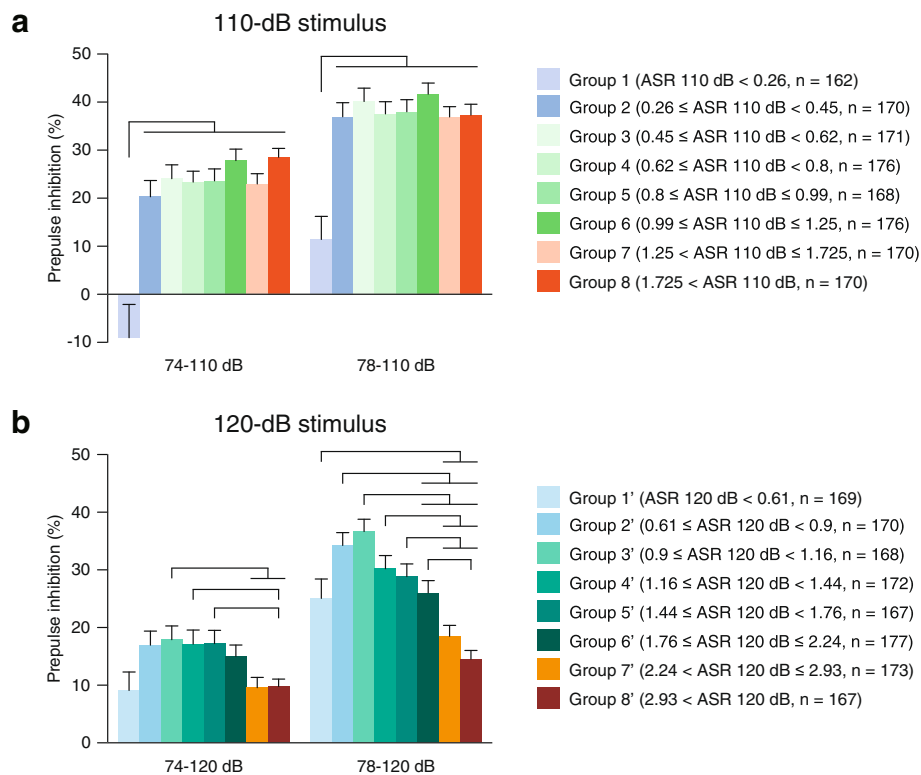 a
110-dB stimulus
Prepulse inhibition (%)
50
40
30
20
10
0
-10
74-110 dB
78-110 dB
Group 1 (ASR 110 dB < 0.26, n = 162)
Group 2 (0.26 ≤ ASR 110 dB < 0.45, n = 170)
Group 3 (0.45 ≤ ASR 110 dB < 0.62, n = 171)
Group 4 (0.62 ≤ ASR 110 dB < 0.8, n = 176)
Group 5 (0.8 ≤ ASR 110 dB ≤ 0.99, n = 168)
Group 6 (0.99 ≤ ASR 110 dB ≤ 1.25, n = 176)
Group 7 (1.25 < ASR 110 dB ≤ 1.725, n = 170)
Group 8 (1.725 < ASR 110 dB, n = 170)
b
120-dB stimulus
Prepulse inhibition (%)
50
40
30
20
10
0
74-120 dB
78-120 dB
Group 1' (ASR 120 dB < 0.61, n = 169)
Group 2' (0.61 ≤ ASR 120 dB < 0.9, n = 170)
Group 3' (0.9 ≤ ASR 120 dB < 1.16, n = 168)
Group 4' (1.16 ≤ ASR 120 dB < 1.44, n = 172)
Group 5' (1.44 ≤ ASR 120 dB < 1.76, n = 167)
Group 6' (1.76 ≤ ASR 120 dB ≤ 2.24, n = 177)
Group 7' (2.24 < ASR 120 dB ≤ 2.93, n = 173)
Group 8' (2.93 < ASR 120 dB, n = 167)